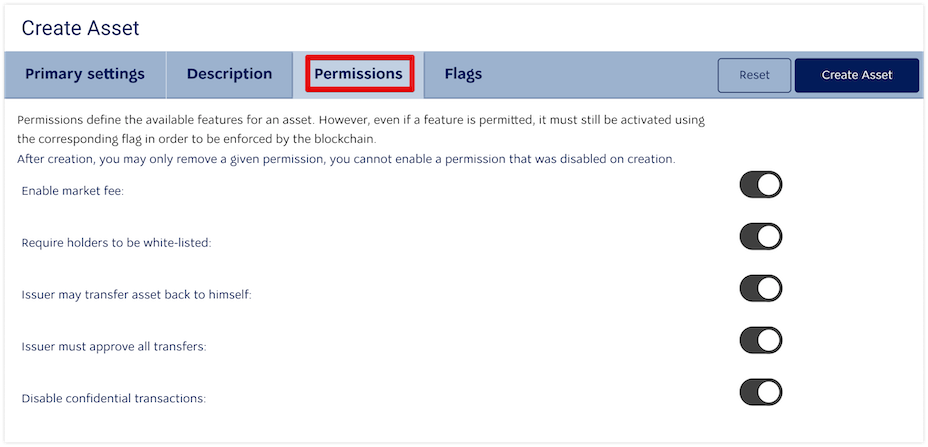 Create Asset
Primary settings
Description
Permissions
Flags
Reset
Create Asset
Permissions define the available features for an asset. However, even if a feature is permitted, it must still be activated using
the corresponding flag in order to be enforced by the blockchain.
After creation, you may only remove a given permission, you cannot enable a permission that was disabled on creation.
Enable market fee:
Require holders to be white-listed:
Issuer may transfer asset back to himself:
Issuer must approve all transfers:
Disable confidential transactions: